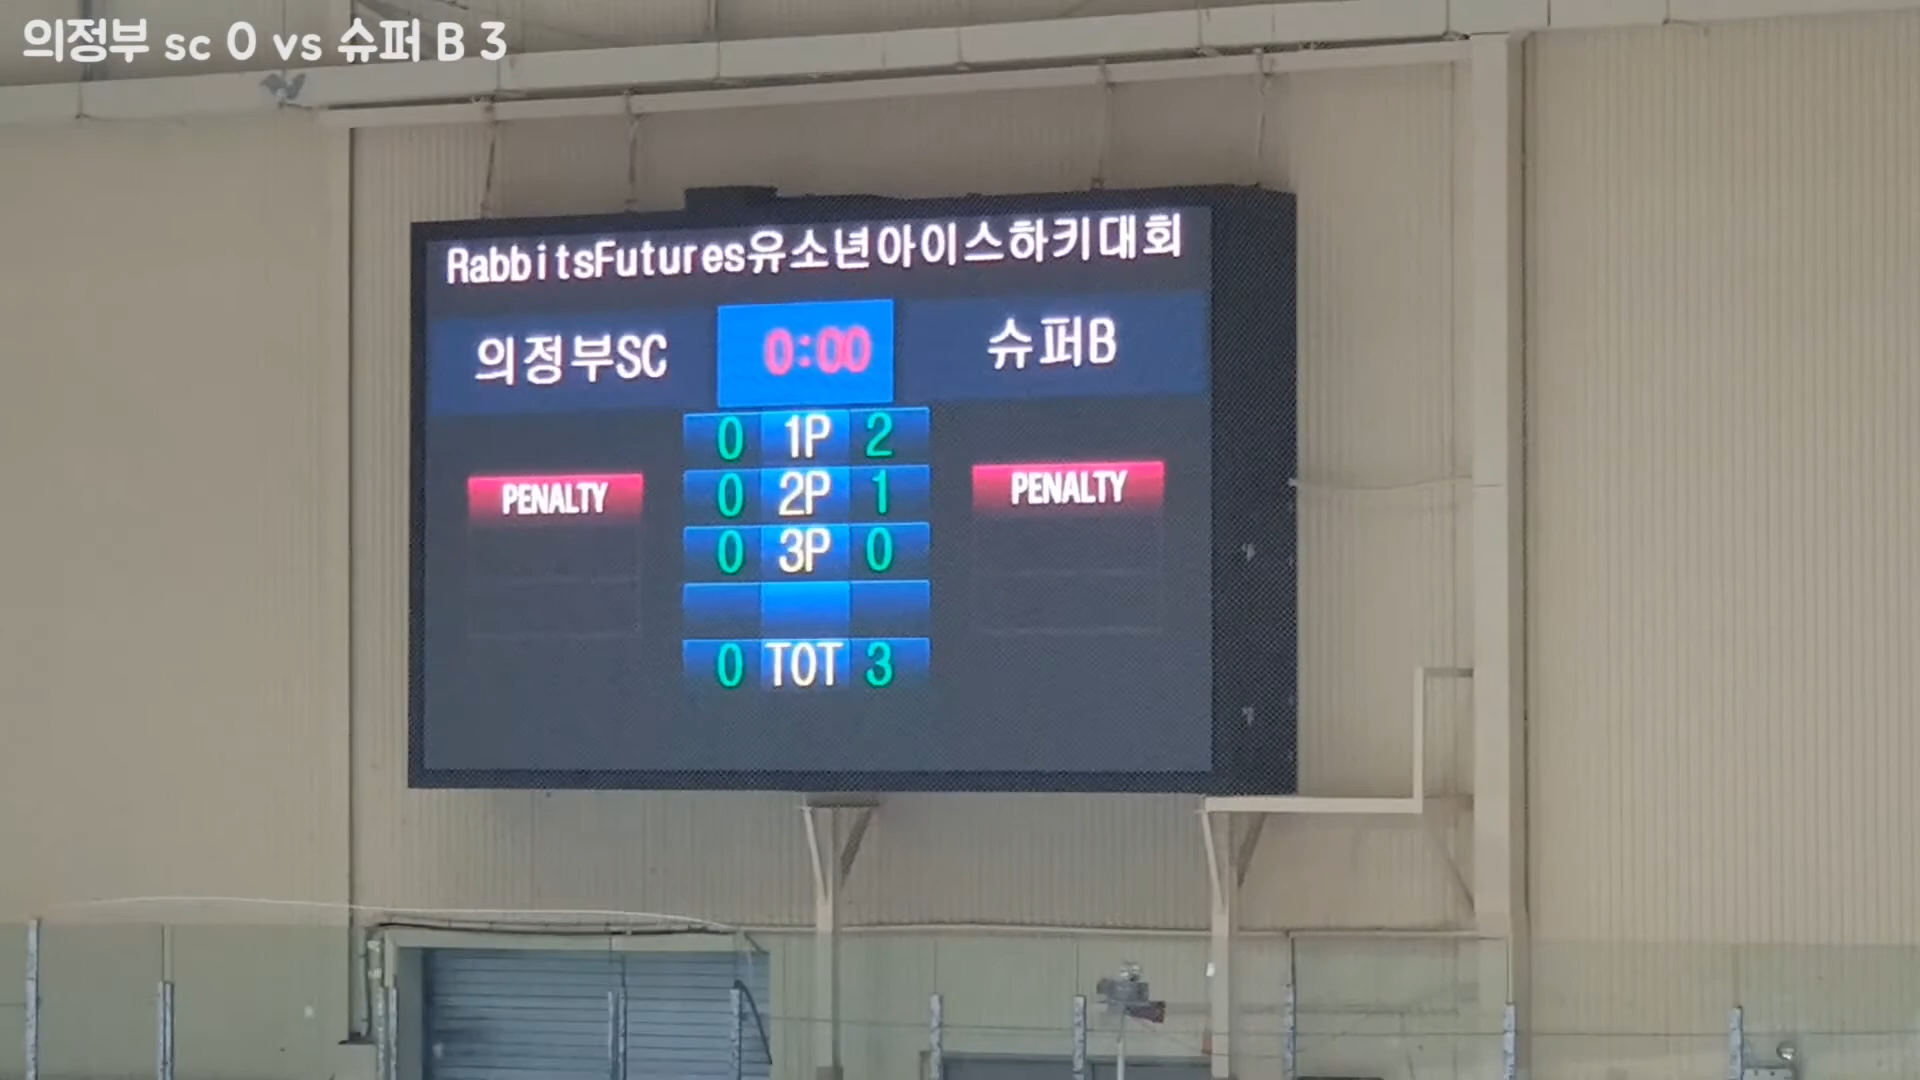 의정부 sc 0 vs 슈퍼 B 3
RabbitsFutures유소년아이스하키대회
의정부SC 0:00 슈퍼B
0 1P 2
PENALTY 0 2P 1 PENALTY
0 3P 0
0 TOT 3